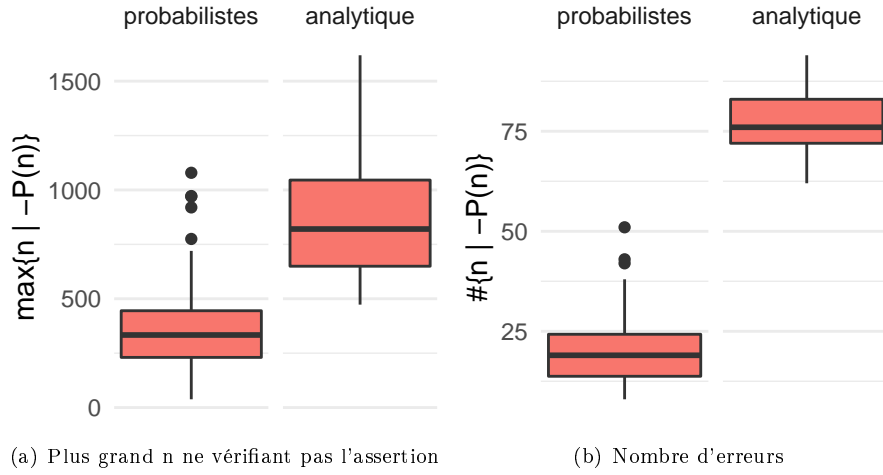 probabilistes analytique
1500
1000
500
0
max{n | −P(n)}
(a) Plus grand n ne vérifiant pas l'assertion
probabilistes analytique
75
50
25
#{n | −P(n)}
(b) Nombre d'erreurs